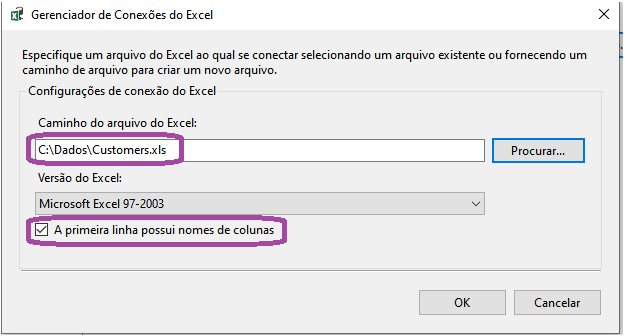 Gerenciador de Conexões do Excel
Especifique um arquivo do Excel ao qual se conectar selecionando um arquivo existente ou fornecendo um
caminho de arquivo para criar um novo arquivo.
Configurações de conexão do Excel
Caminho do arquivo do Excel:
C:\Dados\Customers.xls
Procurar...
Versão do Excel:
Microsoft Excel 97-2003
A primeira linha possui nomes de colunas
OK
Cancelar